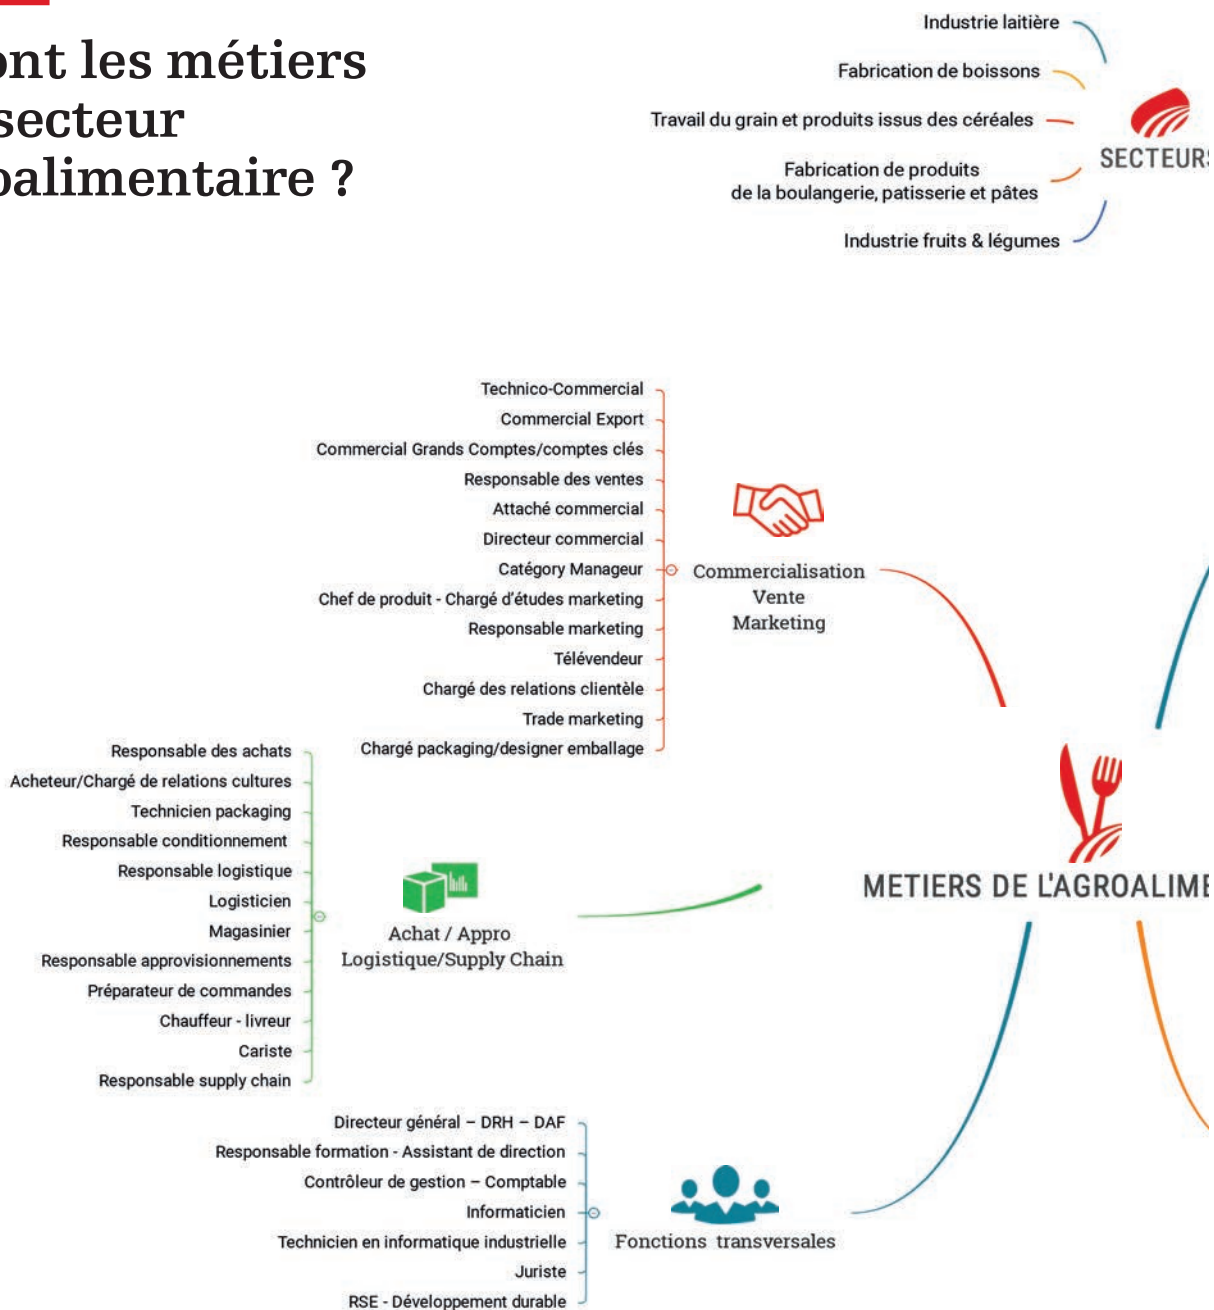 ont les métiers
secteur
oalimentaire ?
Industrie laitière
Fabrication de boissons
Travail du grain et produits issus des céréales
Fabrication de produits
de la boulangerie, patisserie et pâtes
Industrie fruits & légumes
SECTEURS
Technico-Commercial
Commercial Export
Commercial Grands Comptes/comptes clés
Responsable des ventes
Attaché commercial
Directeur commercial
Catégory Manageur
Chef de produit - Chargé d'études marketing
Responsable marketing
Télévendeur
Chargé des relations clientèle
Trade marketing
Chargé packaging/designer emballage
Commercialisation
Vente
Marketing
Responsable des achats
Acheteur/Chargé de relations cultures
Technicien packaging
Responsable conditionnement
Responsable logistique
Logisticien
Magasinier
Responsable approvisionnements
Préparateur de commandes
Chauffeur - livreur
Cariste
Responsable supply chain
Achat / Appro
Logistique/Supply Chain
METIERS DE L'AGROALIME
Directeur général – DRH – DAF
Responsable formation - Assistant de direction
Contrôleur de gestion – Comptable
Informaticien
Technicien en informatique industrielle
Juriste
RSE - Développement durable
Fonctions transversales